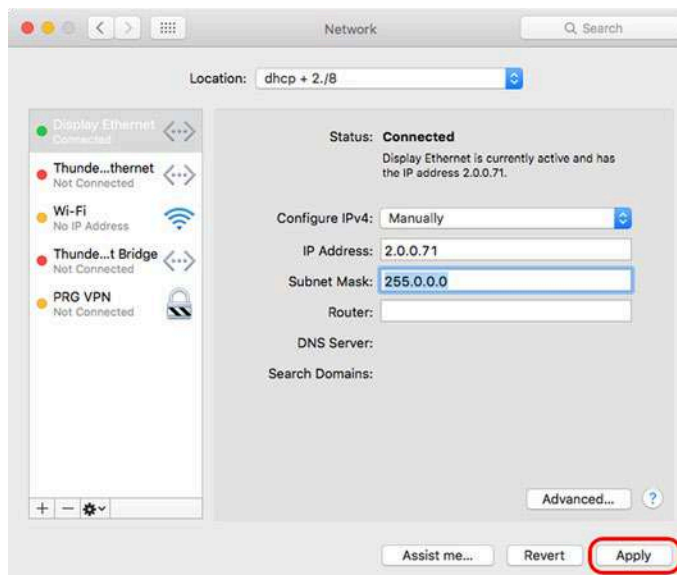 Network
Search
Location: dhcp + 2./8
Display Ethernet
Connected
Thunde...thernet
Not Connected
Wi-Fi
No IP Address
Thunde...t Bridge
Not Connected
PRG VPN
Not Connected
Status: Connected
Display Ethernet is currently active and has
the IP address 2.0.0.71.
Configure IPv4: Manually
IP Address: 2.0.0.71
Subnet Mask: 255.0.0.0
Router:
DNS Server:
Search Domains:
Advanced... ?
Assist me... Revert Apply